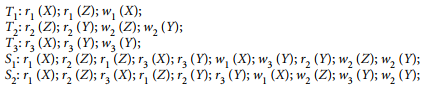 T1: r1 (X); r1 (Z); w1 (X);
T2: r2 (Z); r2 (Y); w2 (Z); w2 (Y);
T3: r3 (X); r3 (Y); w3 (Y);
S1: r1 (X); r2 (Z); r1 (Z); r3 (X); r3 (Y); w1 (X); w3 (Y); r2 (Y); w2 (Z); w2 (Y);
S2: r1 (X); r2 (Z); r3 (X); r1 (Z); r2 (Y); r3 (Y); w1 (X); w2 (Z); w3 (Y); w2 (Y);